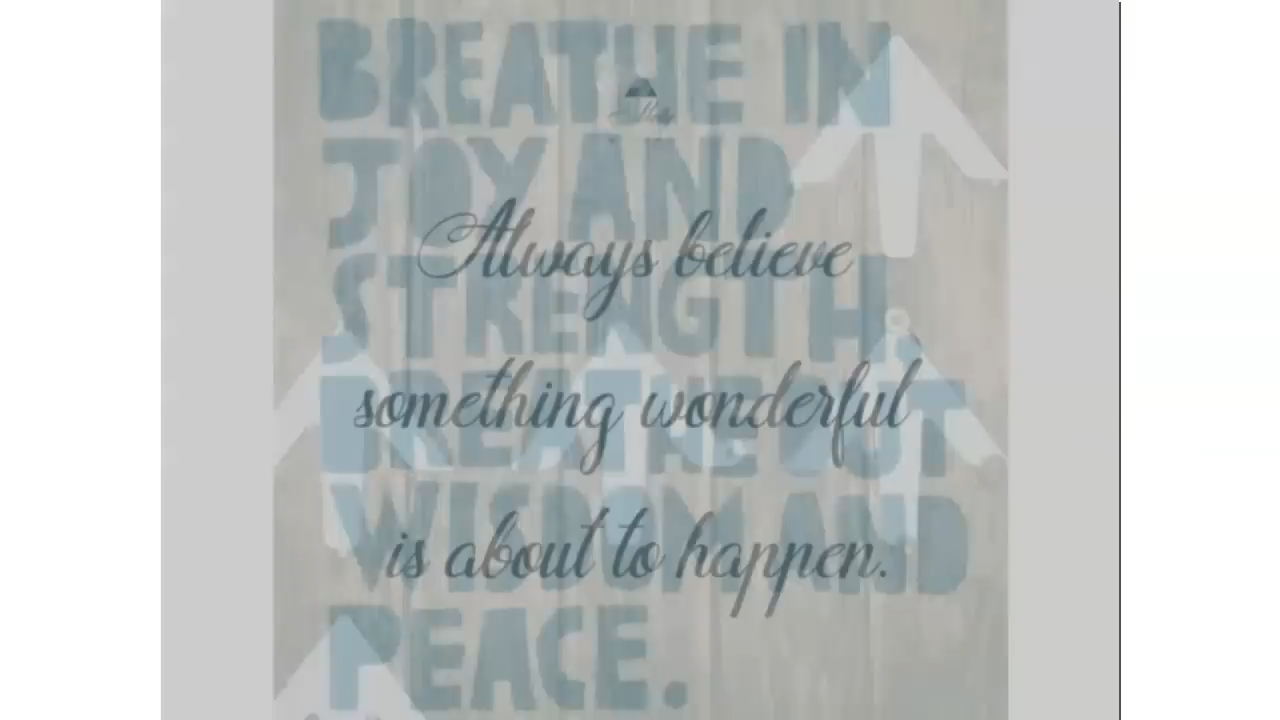 BREATHE IN
JOY AND
STRENGTH.
BREATHE OUT
WISDOM AND
PEACE.
Always believe
something wonderful
is about to happen.